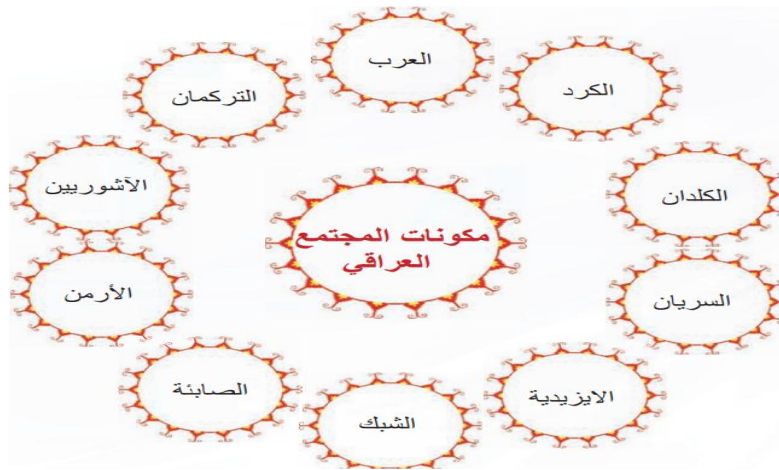 العرب
الكرد
التركمان
الآشوريين
الكلدان
مكونات المجتمع
العراقي
الأرمن
السريان
الصابئة
الايزيدية
الشبك